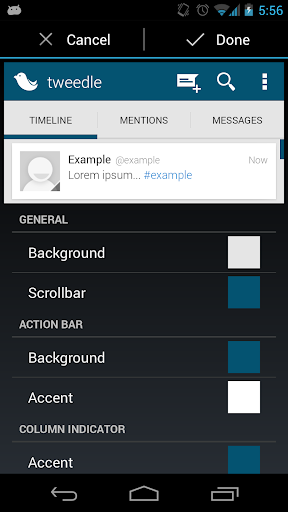 5:56
Cancel
Done
tweedle
TIMELINE
MENTIONS
MESSAGES
Example @example
Now
Lorem ipsum... #example
GENERAL
Background
Scrollbar
ACTION BAR
Background
Accent
COLUMN INDICATOR
Accent